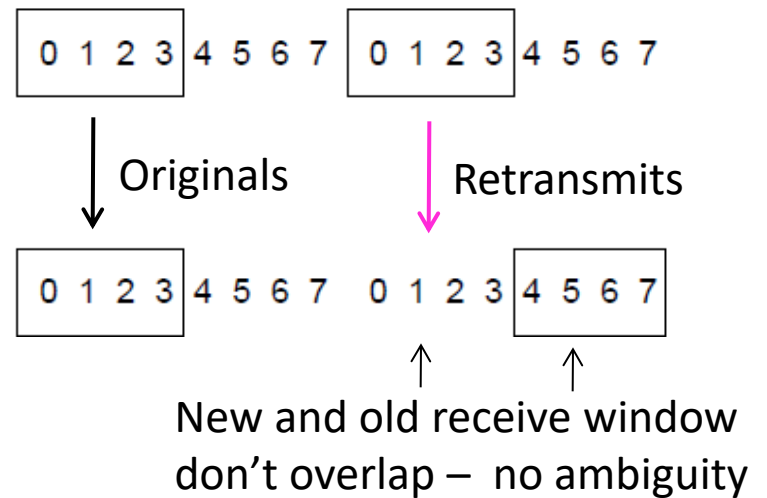 0 1 2 3 4 5 6 7 0 1 2 3 4 5 6 7
Originals Retransmits
0 1 2 3 4 5 6 7 0 1 2 3 4 5 6 7
New and old receive window
don’t overlap – no ambiguity